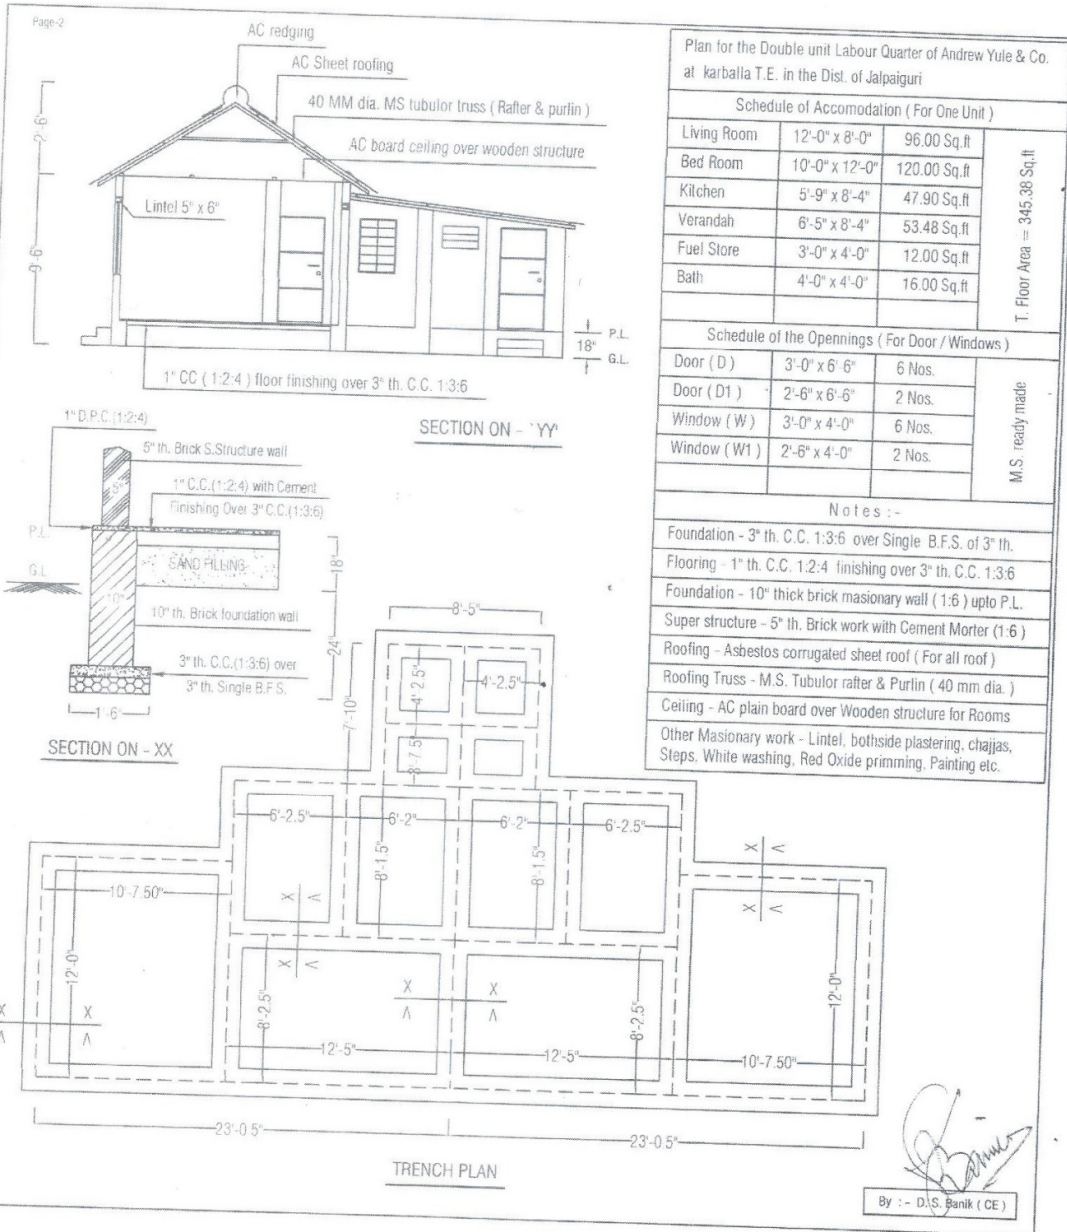 Page-2
AC redging
AC Sheet roofing
40 MM dia. MS tubulor truss ( Rafter & purlin )
AC board ceiling over wooden structure
2'-6"
9'-6"
Lintel 5" x 6"
P.L.
18"
G.L.
1" CC ( 1:2:4 ) floor finishing over 3" th. C.C. 1:3:6
SECTION ON - 'YY'
1" D.P.C.(1:2:4)
5" th. Brick S.Structure wall
5"
1" C.C.(1:2:4) with Cement
Finishing Over 3" C.C.(1:3:6)
P.L.
G.L
SAND FILLING
18"
10"
10" th. Brick foundation wall
24"
3" th. C.C.(1:3:6) over
3" th. Single B.F.S.
1'-6"
SECTION ON - XX
Plan for the Double unit Labour Quarter of Andrew Yule & Co.
at karballa T.E. in the Dist. of Jalpaiguri
Schedule of Accomodation ( For One Unit )
Living Room 12'-0" x 8'-0" 96.00 Sq.ft
Bed Room 10'-0" x 12'-0" 120.00 Sq.ft
Kitchen 5'-9" x 8'-4" 47.90 Sq.ft
Verandah 6'-5" x 8'-4" 53.48 Sq.ft
Fuel Store 3'-0" x 4'-0" 12.00 Sq.ft
Bath 4'-0" x 4'-0" 16.00 Sq.ft
T. Floor Area = 345.38 Sq.ft
Schedule of the Opennings ( For Door / Windows )
Door ( D ) 3'-0" x 6' 6" 6 Nos.
Door ( D1 ) 2'-6" x 6'-6" 2 Nos.
Window ( W ) 3'-0" x 4'-0" 6 Nos.
Window ( W1 ) 2'-6" x 4'-0" 2 Nos.
M.S. ready made
Notes :-
Foundation - 3" th. C.C. 1:3:6 over Single B.F.S. of 3" th.
Flooring - 1" th. C.C. 1:2:4 finishing over 3" th. C.C. 1:3:6
Foundation - 10" thick brick masionary wall ( 1:6 ) upto P.L.
Super structure - 5" th. Brick work with Cement Morter (1:6 )
Roofing - Asbestos corrugated sheet roof ( For all roof )
Roofing Truss - M.S. Tubulor rafter & Purlin ( 40 mm dia. )
Ceiling - AC plain board over Wooden structure for Rooms
Other Masionary work - Lintel, bothside plastering, chajjas,
Steps, White washing, Red Oxide primming, Painting etc.
8'-5"
4' 2.5"
4'-2.5"
7'-10"
3'-7.5"
6'-2.5"
6'-2"
6'-2"
6'-2.5"
8'-1.5"
8'-1.5"
10'-7.50"
12'-0"
12'-0"
X X
X X
X X
X X
8'-2.5"
8'-2.5"
12'-5"
12'-5"
10'-7.50"
23'-0.5"
23'-0.5"
TRENCH PLAN
By :- D.S. Banik ( CE )